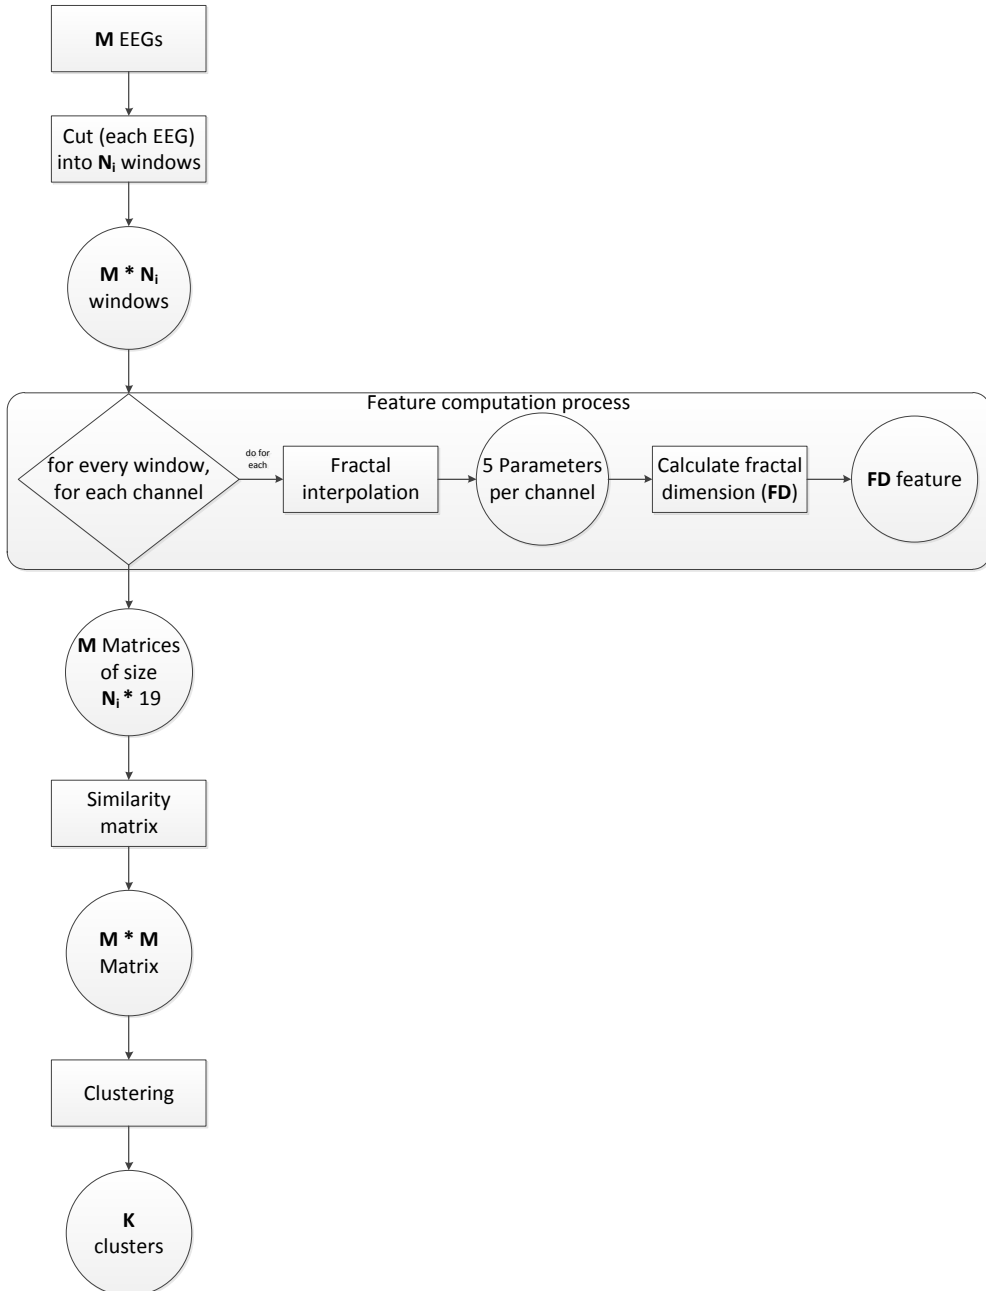 M EEGs
Cut (each EEG)
into Nᵢ windows
M * Nᵢ
windows
Feature computation process
for every window,
for each channel
do for
each
Fractal
interpolation
5 Parameters
per channel
Calculate fractal
dimension (FD)
FD feature
M Matrices
of size
Nᵢ * 19
Similarity
matrix
M * M
Matrix
Clustering
K
clusters